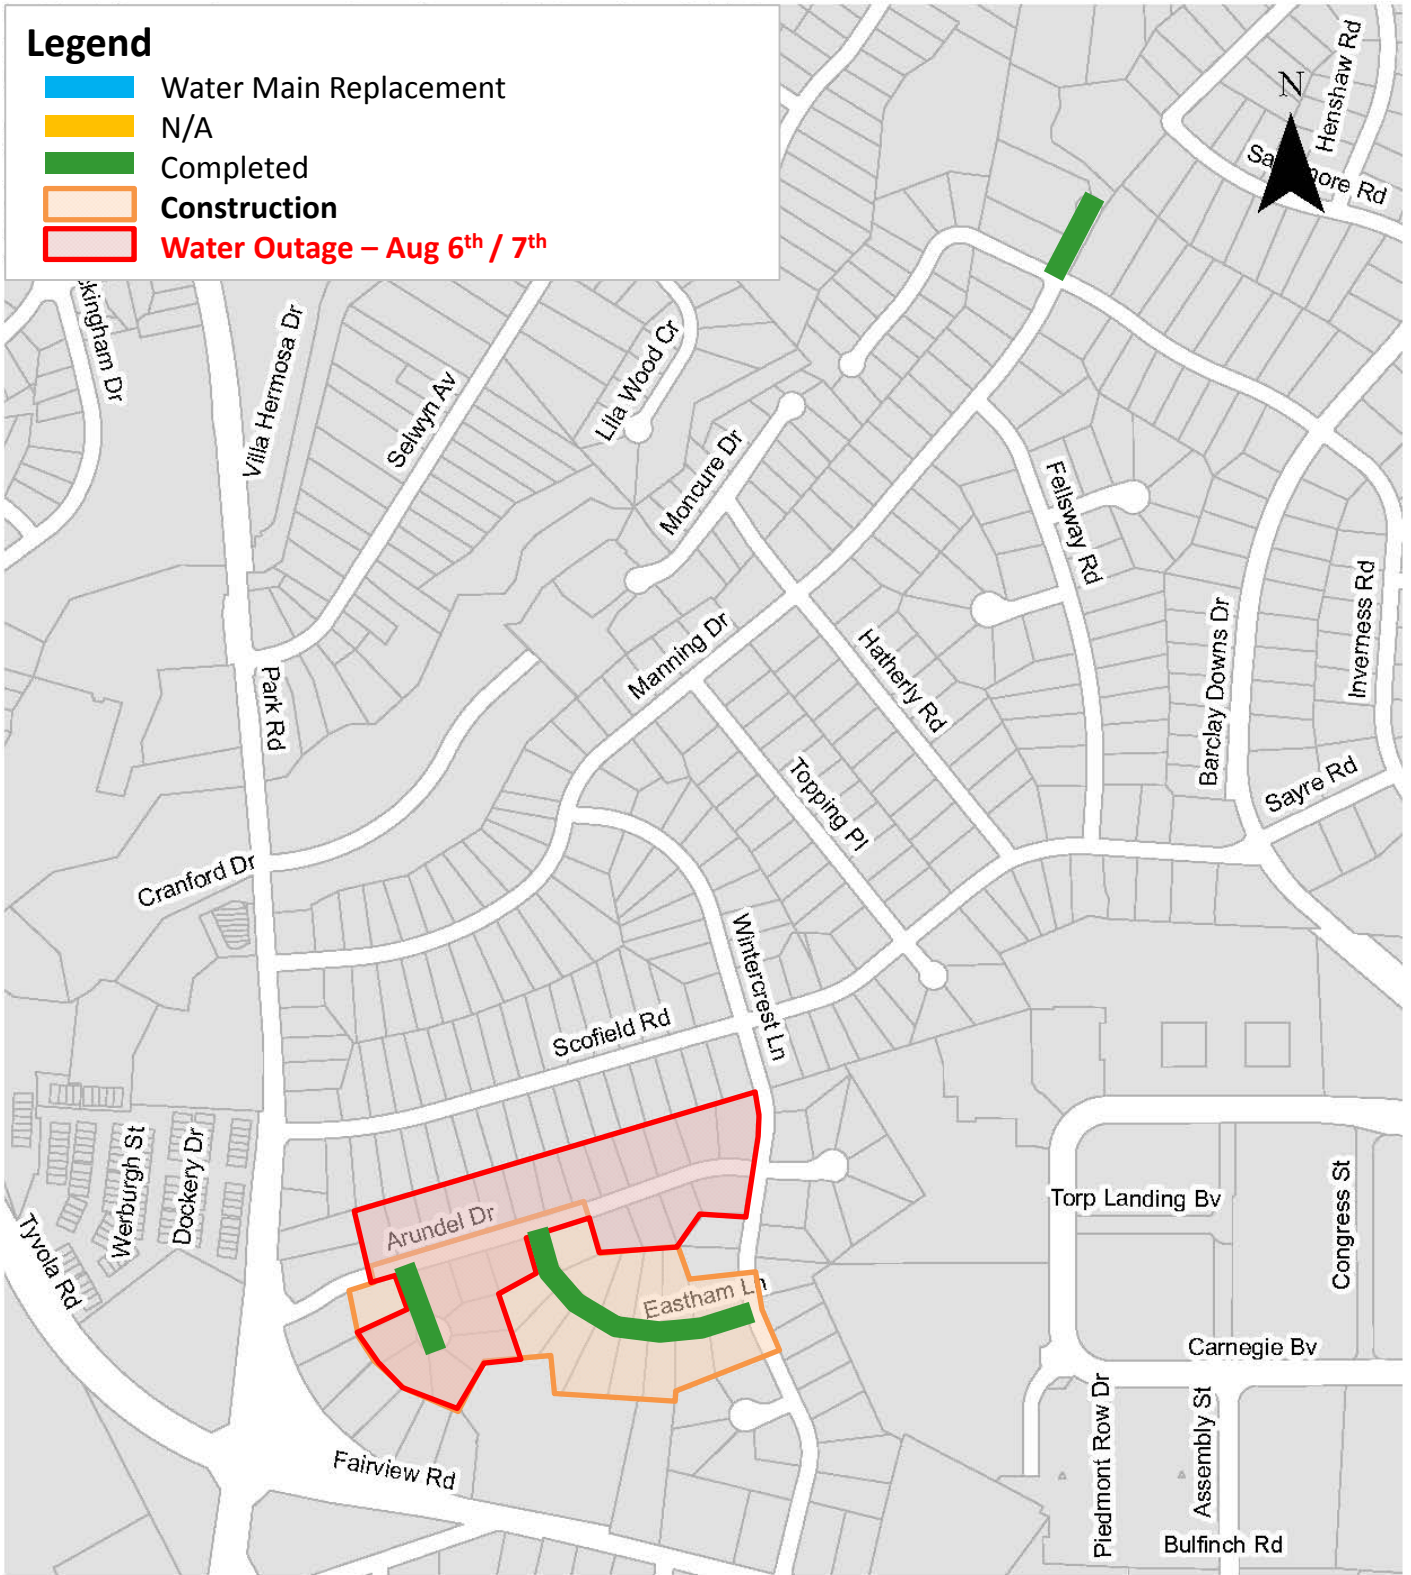 Legend
Water Main Replacement
N/A
Completed
Construction
Water Outage – Aug 6th / 7th
N
Henshaw Rd
Villa Hermosa Dr
Selwyn Av
Lila Wood Cr
Moncure Dr
Fellsway Rd
Manning Dr
Hatherly Rd
Barclay Downs Dr
Inverness Rd
Park Rd
Topping Pl
Sayre Rd
Cranford Dr
Wintercrest Ln
Scofield Rd
Werburgh St
Dockery Dr
Tyvola Rd
Arundel Dr
Eastham Ln
Torp Landing Bv
Congress St
Carnegie Bv
Piedmont Row Dr
Assembly St
Fairview Rd
Bulfinch Rd